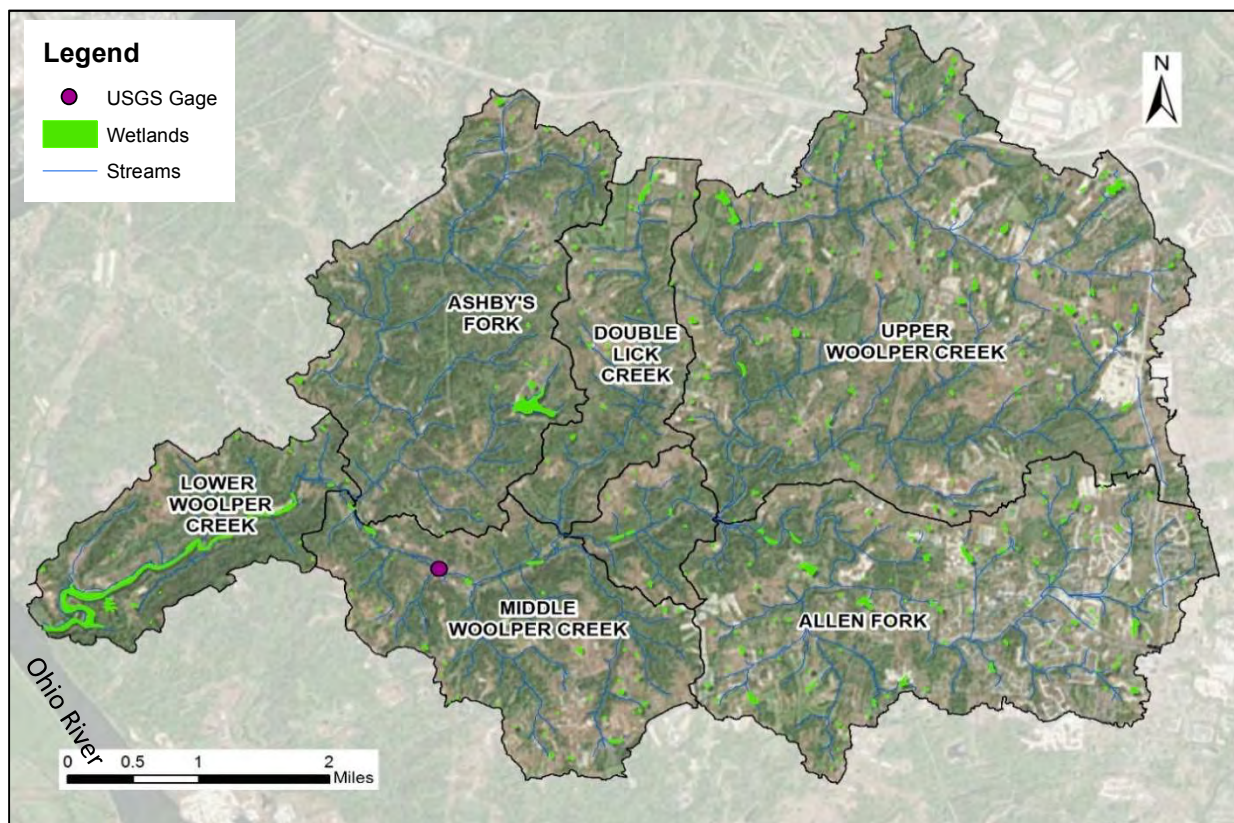 Legend
USGS Gage
Wetlands
Streams
N
ASHBY'S
FORK
DOUBLE
LICK
CREEK
UPPER
WOOLPER CREEK
LOWER
WOOLPER
CREEK
MIDDLE
WOOLPER CREEK
ALLEN FORK
Ohio River
0 0.5 1 2
Miles